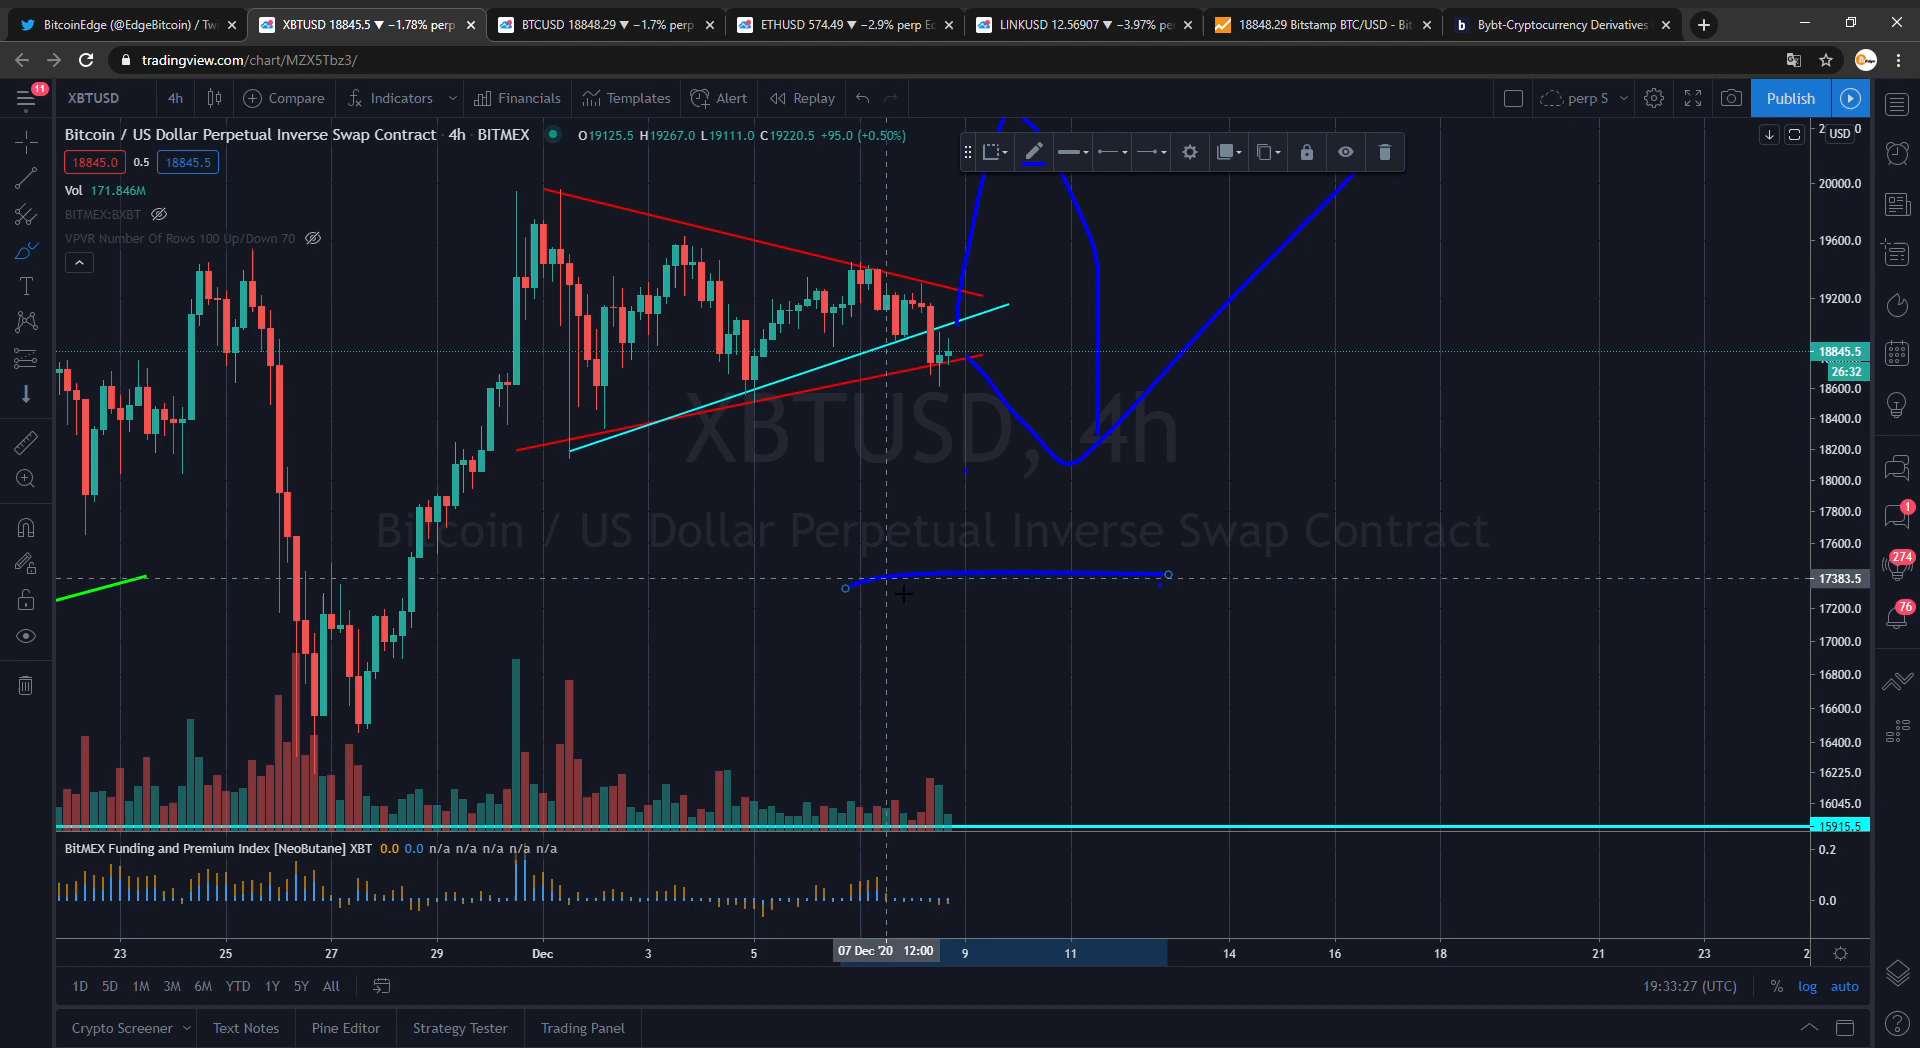 BitcoinEdge (@EdgeBitcoin) / Tw
XBTUSD 18845.5 ▼ −1.78% perp
BTCUSD 18848.29 ▼ −1.7% perp
ETHUSD 574.49 ▼ −2.9% perp E
LINKUSD 12.56907 ▼ −3.97% pe
18848.29 Bitstamp BTC/USD - Bit
Bybt-Cryptocurrency Derivatives
tradingview.com/chart/MZX5Tbz3/
11
XBTUSD
4h
Compare
Indicators
Financials
Templates
Alert
Replay
perp S
Publish
Bitcoin / US Dollar Perpetual Inverse Swap Contract · 4h · BITMEX
O19125.5 H19267.0 L19111.0 C19220.5 +95.0 (+0.50%)
USD
18845.0 0.5 18845.5
Vol 171.846M
BITMEX:BXBT
VPVR Number Of Rows 100 Up/Down 70
XBTUSD, 4h
Bitcoin / US Dollar Perpetual Inverse Swap Contract
20000.0
19600.0
19200.0
18845.5
26:32
18600.0
18400.0
18200.0
18000.0
17800.0
17600.0
17383.5
17200.0
17000.0
16800.0
16600.0
16400.0
16225.0
16045.0
15915.5
1
274
76
BitMEX Funding and Premium Index [NeoButane] XBT 0.0 0.0 n/a n/a n/a n/a n/a
0.2
0.0
23 25 27 29 Dec 3 5 07 Dec '20 12:00 9 11 14 16 18 21 23 2
1D 5D 1M 3M 6M YTD 1Y 5Y All
19:33:27 (UTC) % log auto
Crypto Screener Text Notes Pine Editor Strategy Tester Trading Panel